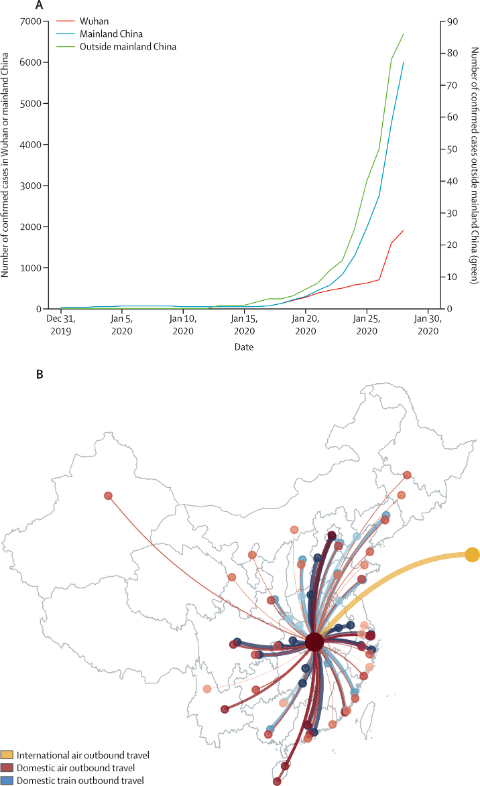 A
7000
6000
5000
4000
3000
2000
1000
0
Number of confirmed cases in Wuhan or mainland
China
Wuhan
Mainland China
Outside mainland China
90
80
70
60
50
40
30
20
10
0
Number of confirmed cases outside mainland
China (green)
Dec 31, Jan 5, Jan 10, Jan 15, Jan 20, Jan 25, Jan 30,
2019 2020 2020 2020 2020 2020 2020
Date
B
International air outbound travel
Domestic air outbound travel
Domestic train outbound travel